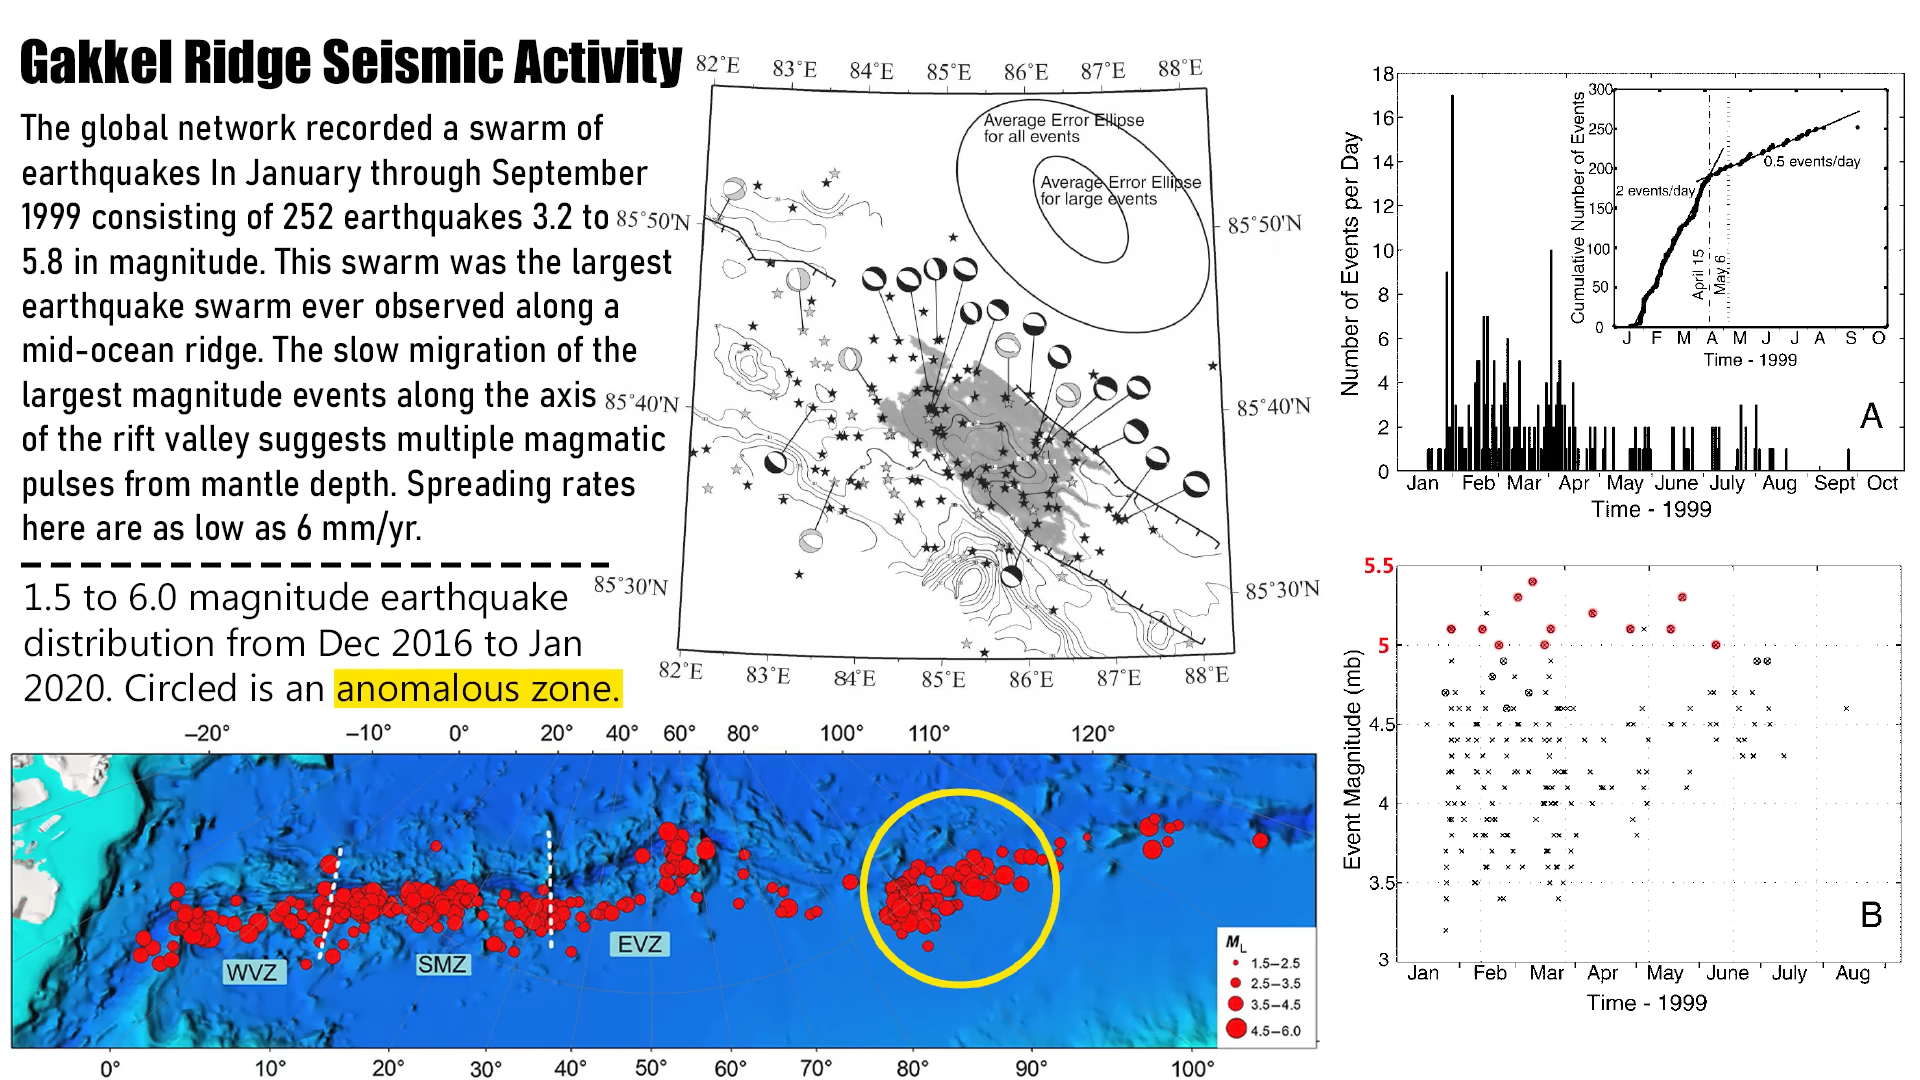 Gakkel Ridge Seismic Activity
The global network recorded a swarm of
earthquakes In January through September
1999 consisting of 252 earthquakes 3.2 to
5.8 in magnitude. This swarm was the largest
earthquake swarm ever observed along a
mid-ocean ridge. The slow migration of the
largest magnitude events along the axis
of the rift valley suggests multiple magmatic
pulses from mantle depth. Spreading rates
here are as low as 6 mm/yr.
1.5 to 6.0 magnitude earthquake
distribution from Dec 2016 to Jan
2020. Circled is an anomalous zone.
82°E 83°E 84°E 85°E 86°E 87°E 88°E
Average Error Ellipse
for all events
Average Error Ellipse
for large events
85°50'N 85°50'N
85°40'N 85°40'N
85°30'N 85°30'N
82°E 83°E 84°E 85°E 86°E 87°E 88°E
18
16
14
12
10
8
6
4
2
0
Number of Events per Day
Jan Feb Mar Apr May June July Aug Sept Oct
Time - 1999
A
300
250
200
150
100
50
0
Cumulative Number of Events
2 events/day
0.5 events/day
April 15
May 6
J F M A M J J A S O
Time - 1999
5.5
5
4.5
4
3.5
3
Event Magnitude (mb)
B
Jan Feb Mar Apr May June July Aug
Time - 1999
–20° –10° 0° 20° 40° 60° 80° 100° 110° 120°
WVZ
SMZ
EVZ
ML
1.5–2.5
2.5–3.5
3.5–4.5
4.5–6.0
0° 10° 20° 30° 40° 50° 60° 70° 80° 90° 100°